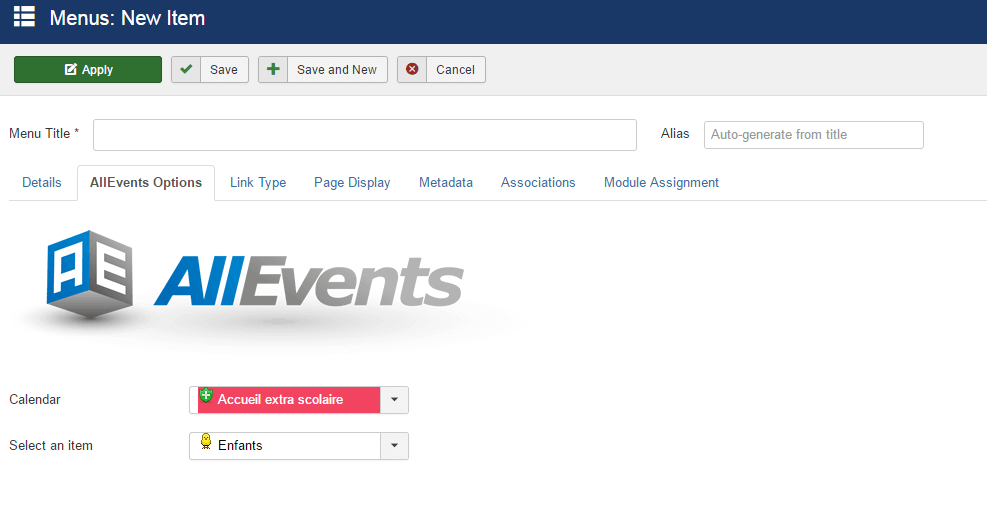 Menus: New Item
Apply Save Save and New Cancel
Menu Title * Alias Auto-generate from title
Details AllEvents Options Link Type Page Display Metadata Associations Module Assignment
AE AllEvents
Calendar Accueil extra scolaire
Select an item Enfants